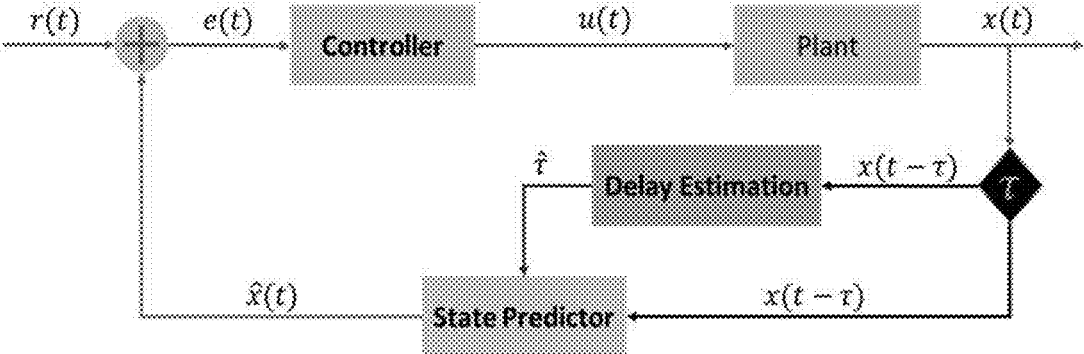 r(t)
e(t)
Controller
u(t)
Plant
x(t)
τ̂
Delay Estimation
x(t − τ)
τ
x̂(t)
State Predictor
x(t − τ)